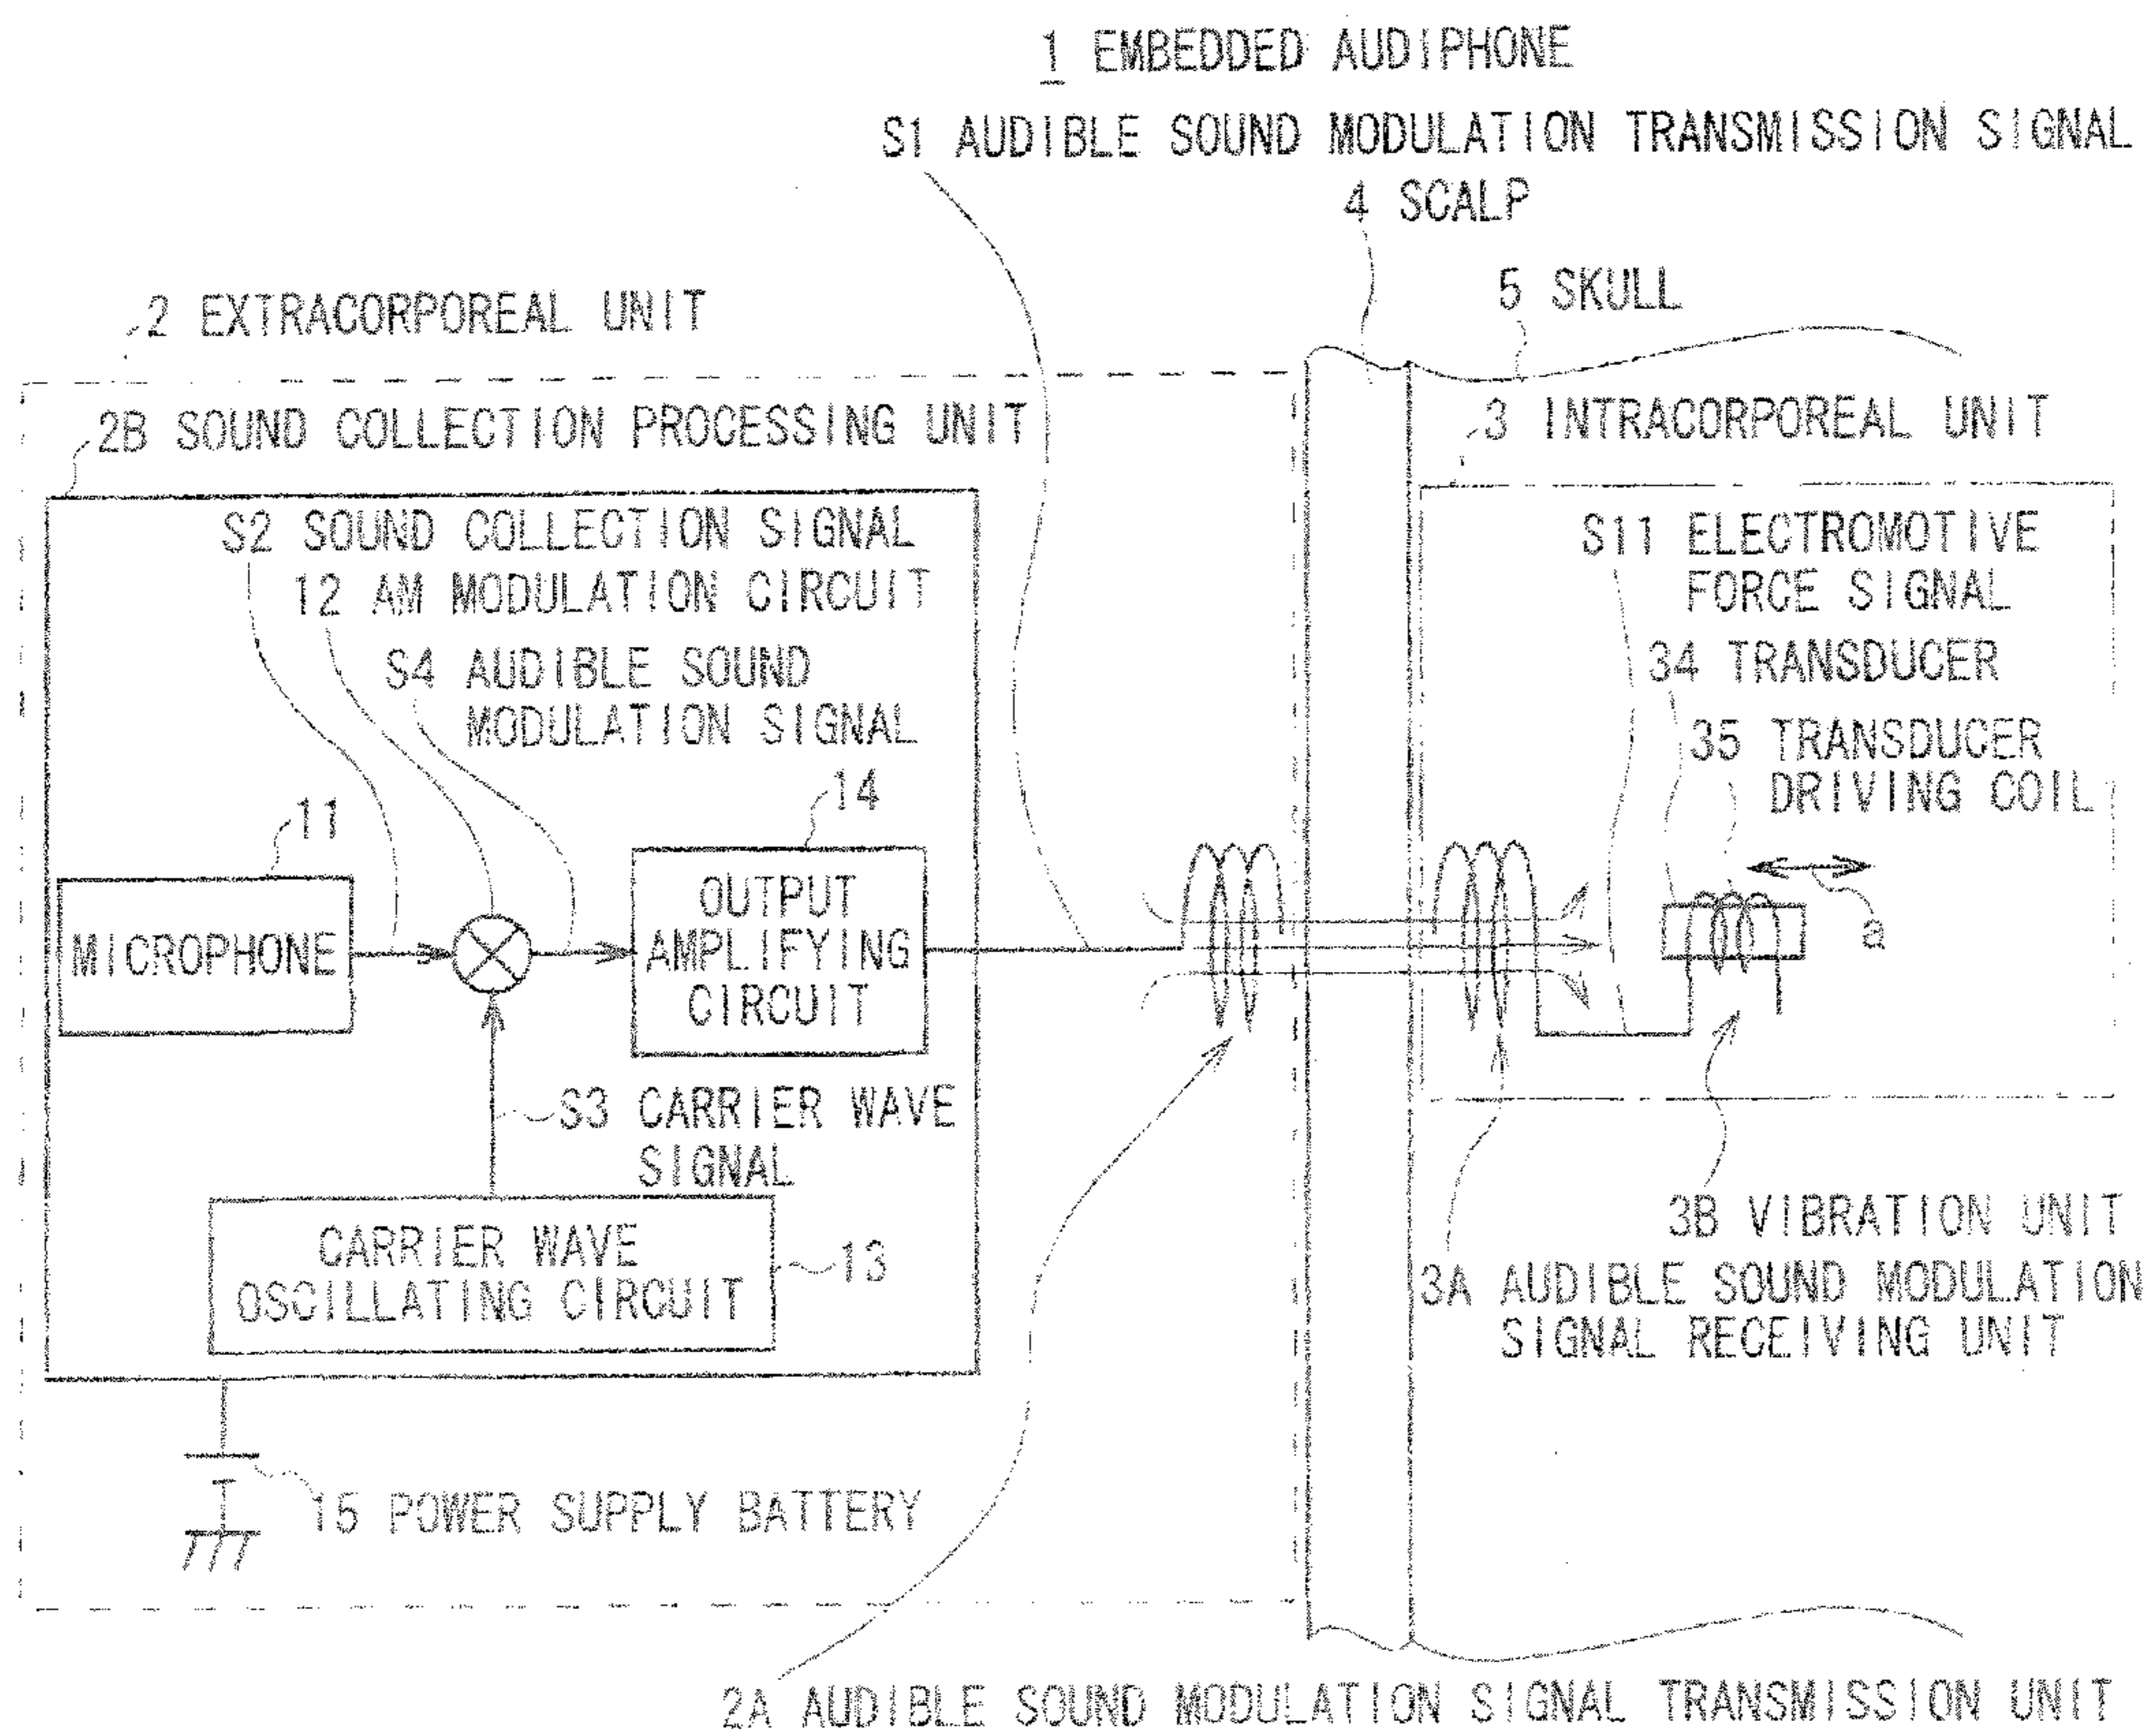 1 EMBEDDED AUDIPHONE
S1 AUDIBLE SOUND MODULATION TRANSMISSION SIGNAL
4 SCALP
5 SKULL
2 EXTRACORPOREAL UNIT
2B SOUND COLLECTION PROCESSING UNIT
3 INTRACORPOREAL UNIT
S2 SOUND COLLECTION SIGNAL
12 AM MODULATION CIRCUIT
S4 AUDIBLE SOUND
MODULATION SIGNAL
S11 ELECTROMOTIVE
FORCE SIGNAL
34 TRANSDUCER
35 TRANSDUCER
DRIVING COIL
11
14
MICROPHONE
OUTPUT
AMPLIFYING
CIRCUIT
a
S3 CARRIER WAVE
SIGNAL
CARRIER WAVE
OSCILLATING CIRCUIT
13
3B VIBRATION UNIT
3A AUDIBLE SOUND MODULATION
SIGNAL RECEIVING UNIT
15 POWER SUPPLY BATTERY
2A AUDIBLE SOUND MODULATION SIGNAL TRANSMISSION UNIT